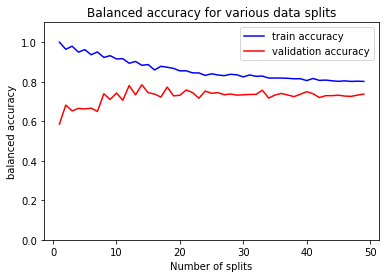 Balanced accuracy for various data splits
train accuracy
validation accuracy
balanced accuracy
1.0
0.8
0.6
0.4
0.2
0.0
0
10
20
30
40
50
Number of splits